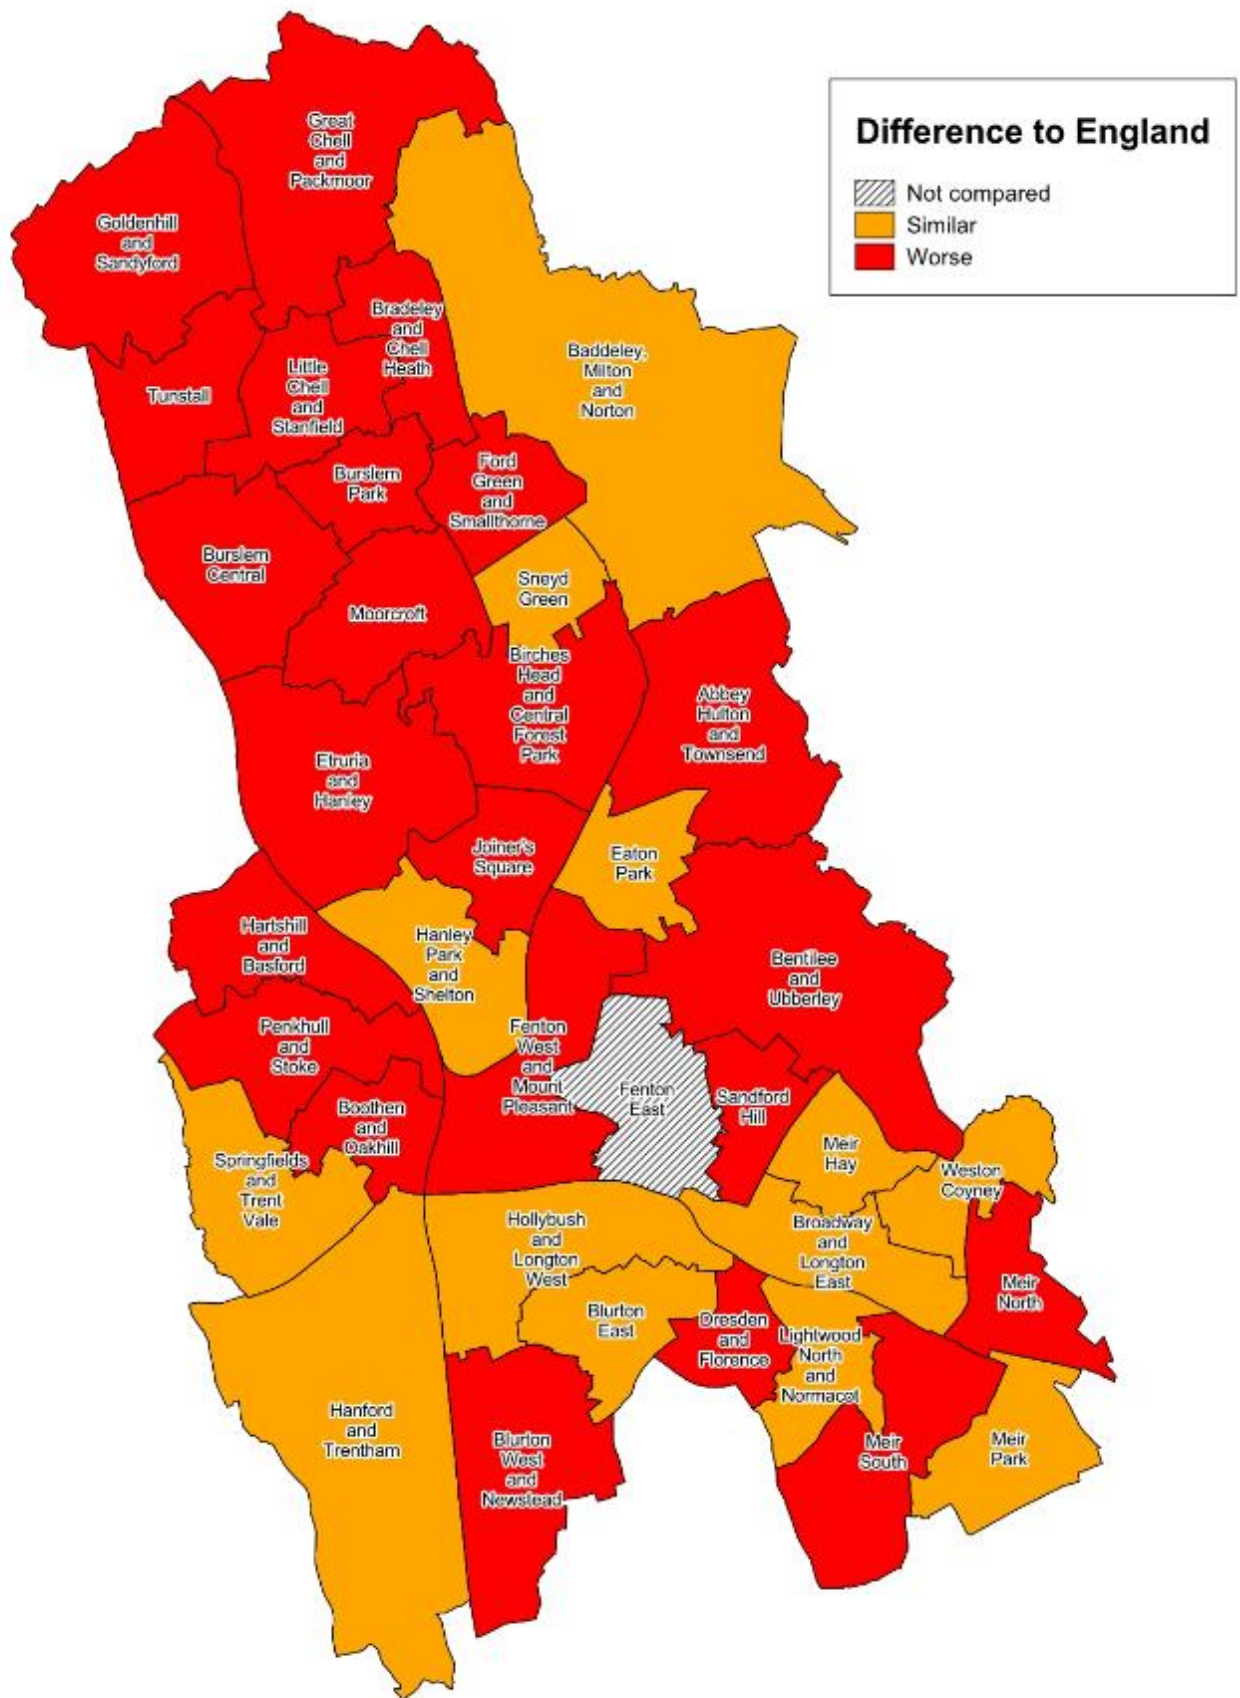 Difference to England
Not compared
Similar
Worse
Great
Chell
and
Packmoor
Goldenhill
and
Sandyford
Bradeley
and
Chell
Heath
Baddeley,
Milton
and
Norton
Tunstall
Little
Chell
and
Stanfield
Burslem
Park
Ford
Green
and
Smallthorne
Burslem
Central
Sneyd
Green
Moorcroft
Birches
Head
and
Central
Forest
Park
Abbey
Hulton
and
Townsend
Etruria
and
Hanley
Joiner's
Square
Eaton
Park
Hartshill
and
Basford
Hanley
Park
and
Shelton
Bentilee
and
Ubberley
Penkhull
and
Stoke
Fenton
West
and
Mount
Pleasant
Fenton
East
Sandford
Hill
Boothen
and
Oakhill
Meir
Hay
Springfields
and
Trent
Vale
Weston
Coyney
Hollybush
and
Longton
West
Broadway
and
Longton
East
Meir
North
Blurton
East
Dresden
and
Florence
Lightwood
North
and
Normacot
Hanford
and
Trentham
Blurton
West
and
Newstead
Meir
South
Meir
Park